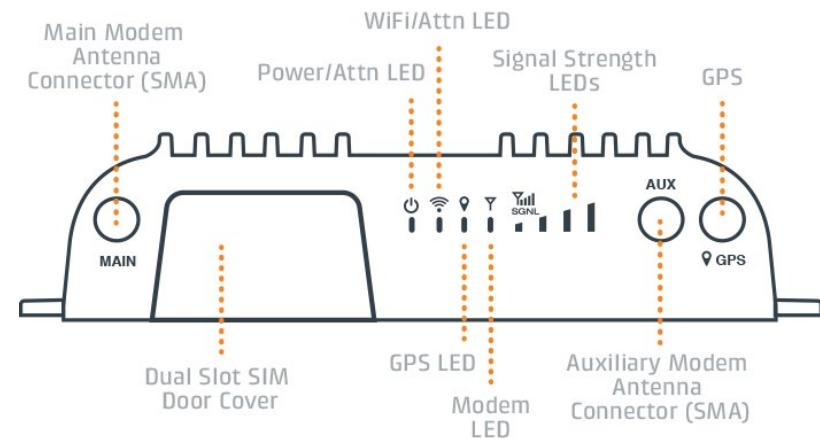 WiFi/Attn LED
Main Modem
Antenna
Connector (SMA)
Power/Attn LED
Signal Strength
LEDs
GPS
SGNL
AUX
MAIN
GPS
Dual Slot SIM
Door Cover
GPS LED
Modem
LED
Auxiliary Modem
Antenna
Connector (SMA)